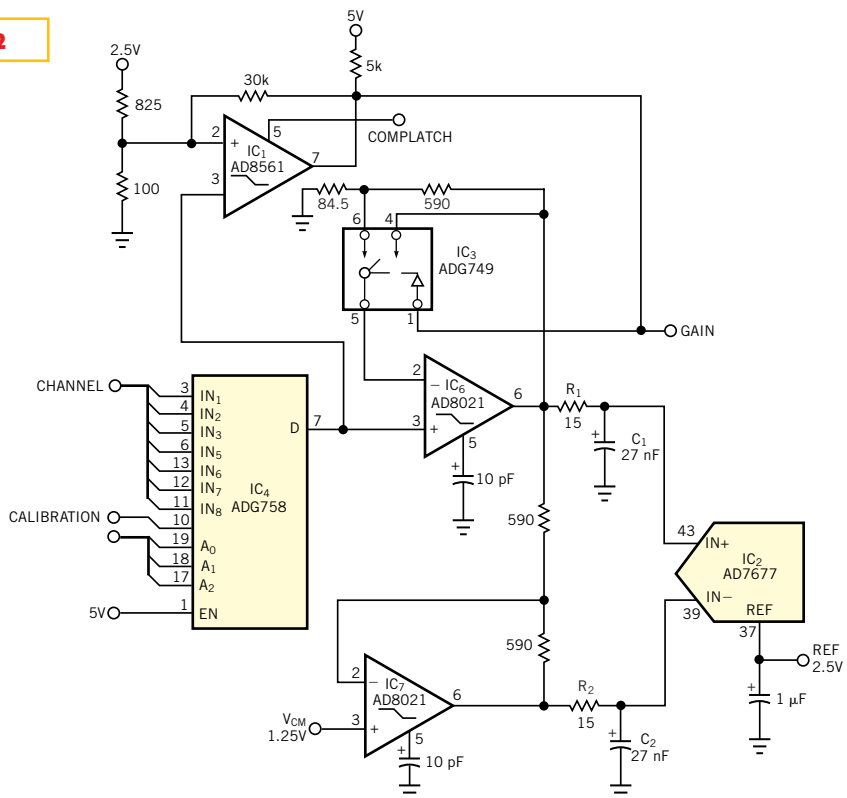 2
5V
2.5V
5k
30k
825
COMPLATCH
2
+
5
IC1
AD8561
7
3
100
84.5
590
6
4
IC3
ADG749
5
1
GAIN
CHANNEL
3
IN1
4
IN2
5
IN3
6
IN5
13
IN6
12
IN7
11
IN8
CALIBRATION
10
19
A0
18
A1
17
A2
5V
1
EN
D
7
IC4
ADG758
2
−
IC6
AD8021
6
3
+
5
+
10 pF
R1
15
+
C1
27 nF
590
43
IN+
IC2
AD7677
IN−
39
REF
37
REF
2.5V
+
1 µF
590
2
−
IC7
AD8021
6
VCM
1.25V
3
+
5
+
10 pF
R2
15
+
C2
27 nF